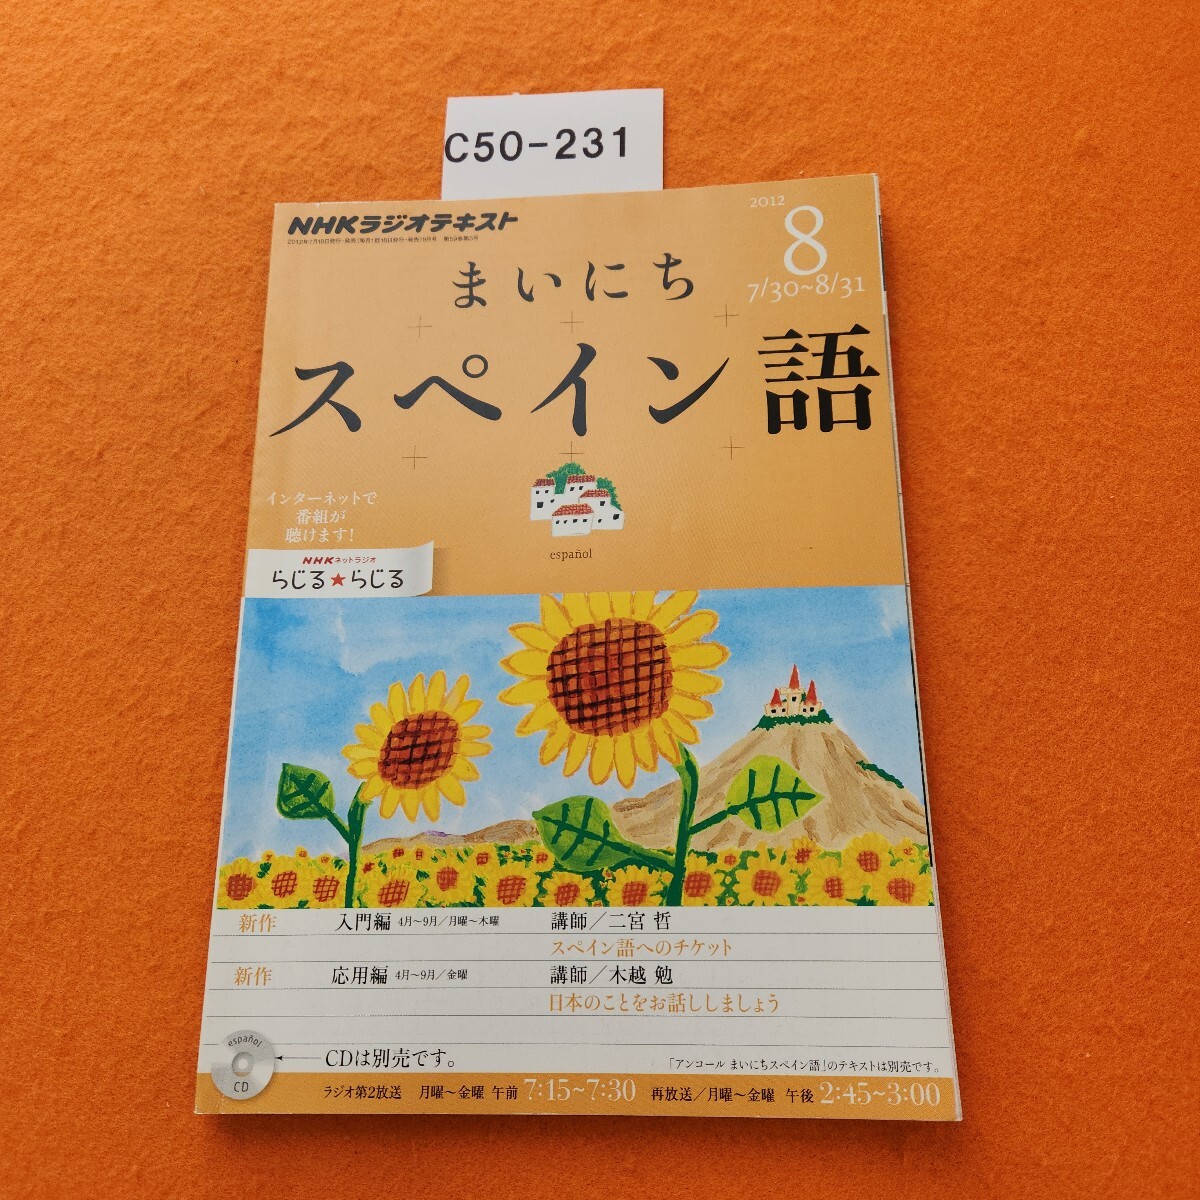 C50-231
NHKラジオテキスト
2012
8
7/30~8/31
まいにち
スペイン語
インターネットで
番組が
聴けます!
NHKネットラジオ
らじる★らじる
español
新作 入門編 4月～9月／月曜～木曜 講師／二宮 哲
スペイン語へのチケット
新作 応用編 4月～9月／金曜 講師／木越 勉
日本のことをお話ししましょう
español
CD
CDは別売です。
「アンコール まいにちスペイン語」のテキストは別売です。
ラジオ第2放送 月曜～金曜 午前 7:15~7:30 再放送／月曜～金曜 午後 2:45~3:00